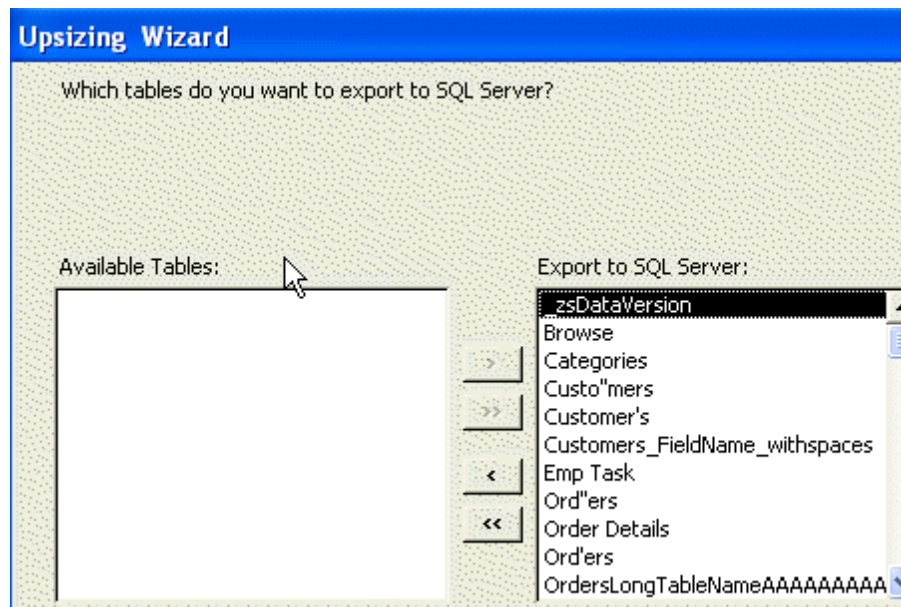 Upsizing Wizard
Which tables do you want to export to SQL Server?
Available Tables:
Export to SQL Server:
_zsDataVersion
Browse
Categories
>
Custo"mers
>>
Customer's
Customers_FieldName_withspaces
<
Emp Task
Ord"ers
<<
Order Details
Ord'ers
OrdersLongTableNameAAAAAAAAA